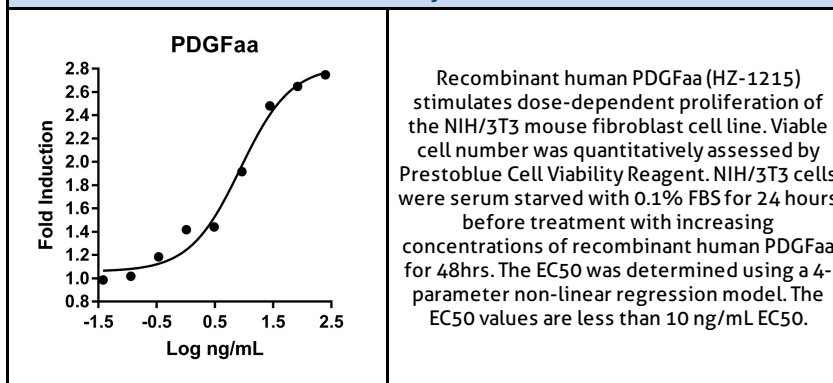 PDGFaa
2.8
2.6
2.4
2.2
2.0
1.8
1.6
1.4
1.2
1.0
0.8
-1.5
-0.5
0.5
1.5
2.5
Fold Induction
Log ng/mL
Recombinant human PDGFaa (HZ-1215)
stimulates dose-dependent proliferation of
the NIH/3T3 mouse fibroblast cell line. Viable
cell number was quantitatively assessed by
Prestoblue Cell Viability Reagent. NIH/3T3 cells
were serum starved with 0.1% FBS for 24 hours
before treatment with increasing
concentrations of recombinant human PDGFaa
for 48hrs. The EC50 was determined using a 4-
parameter non-linear regression model. The
EC50 values are less than 10 ng/mL EC50.